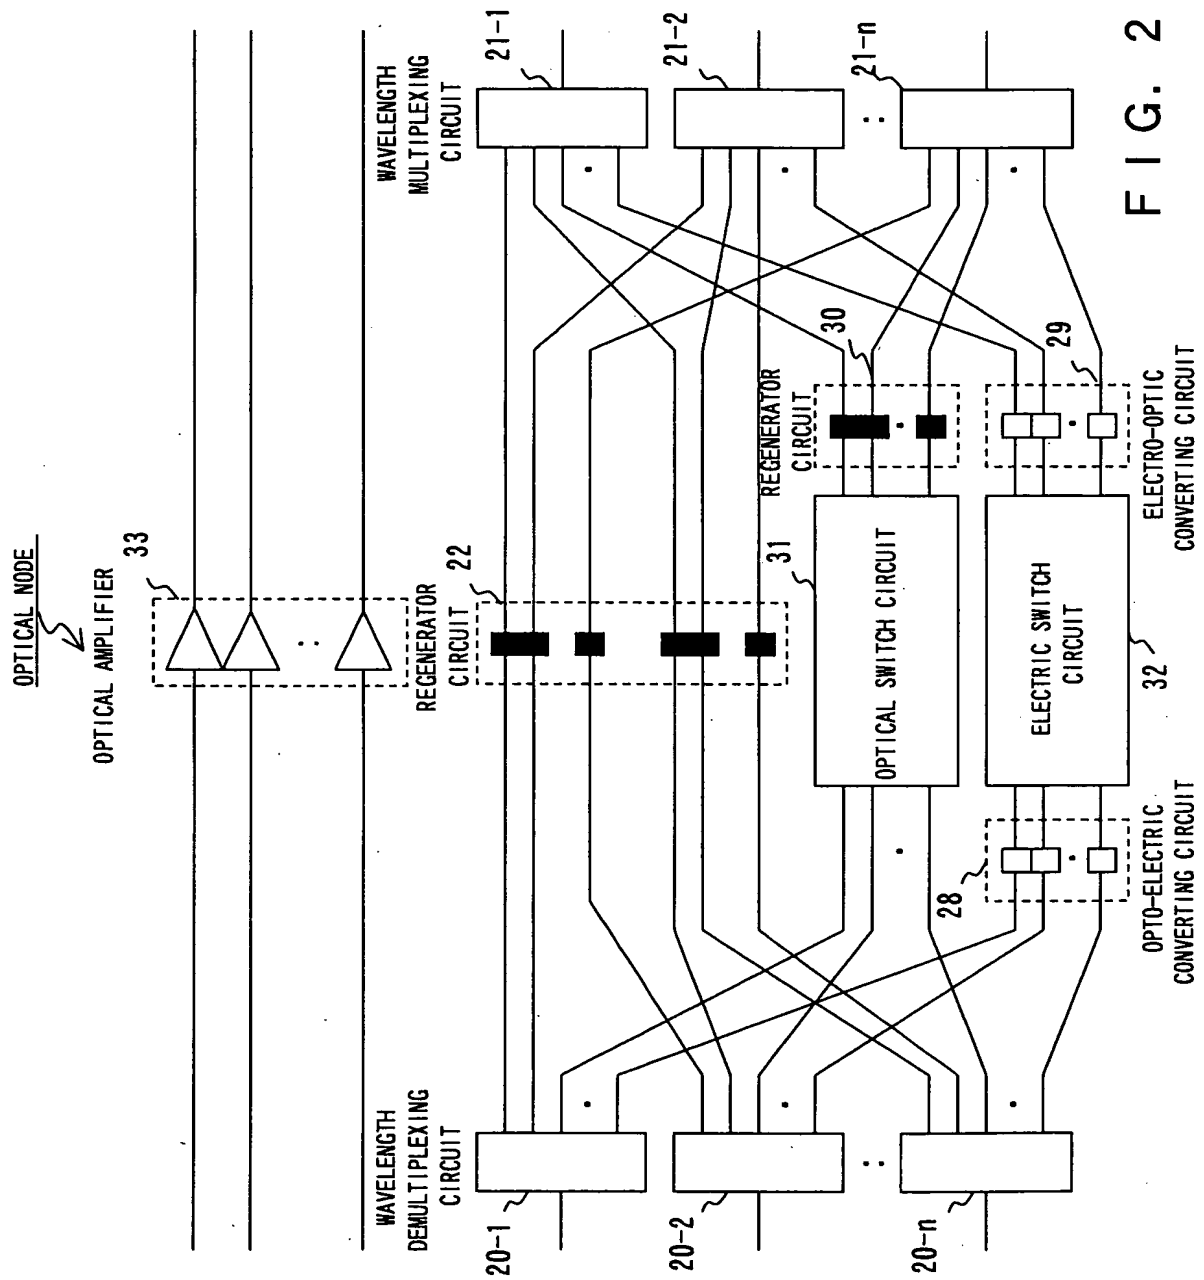 OPTICAL NODE
OPTICAL AMPLIFIER
33
WAVELENGTH
DEMULTIPLEXING
CIRCUIT
REGENERATOR
CIRCUIT
22
WAVELENGTH
MULTIPLEXING
CIRCUIT
20-1
21-1
20-2
21-2
20-n
21-n
REGENERATOR
CIRCUIT
30
31
OPTICAL SWITCH CIRCUIT
28
ELECTRIC SWITCH
CIRCUIT
29
32
OPTO-ELECTRIC
CONVERTING CIRCUIT
ELECTRO-OPTIC
CONVERTING CIRCUIT
FIG. 2